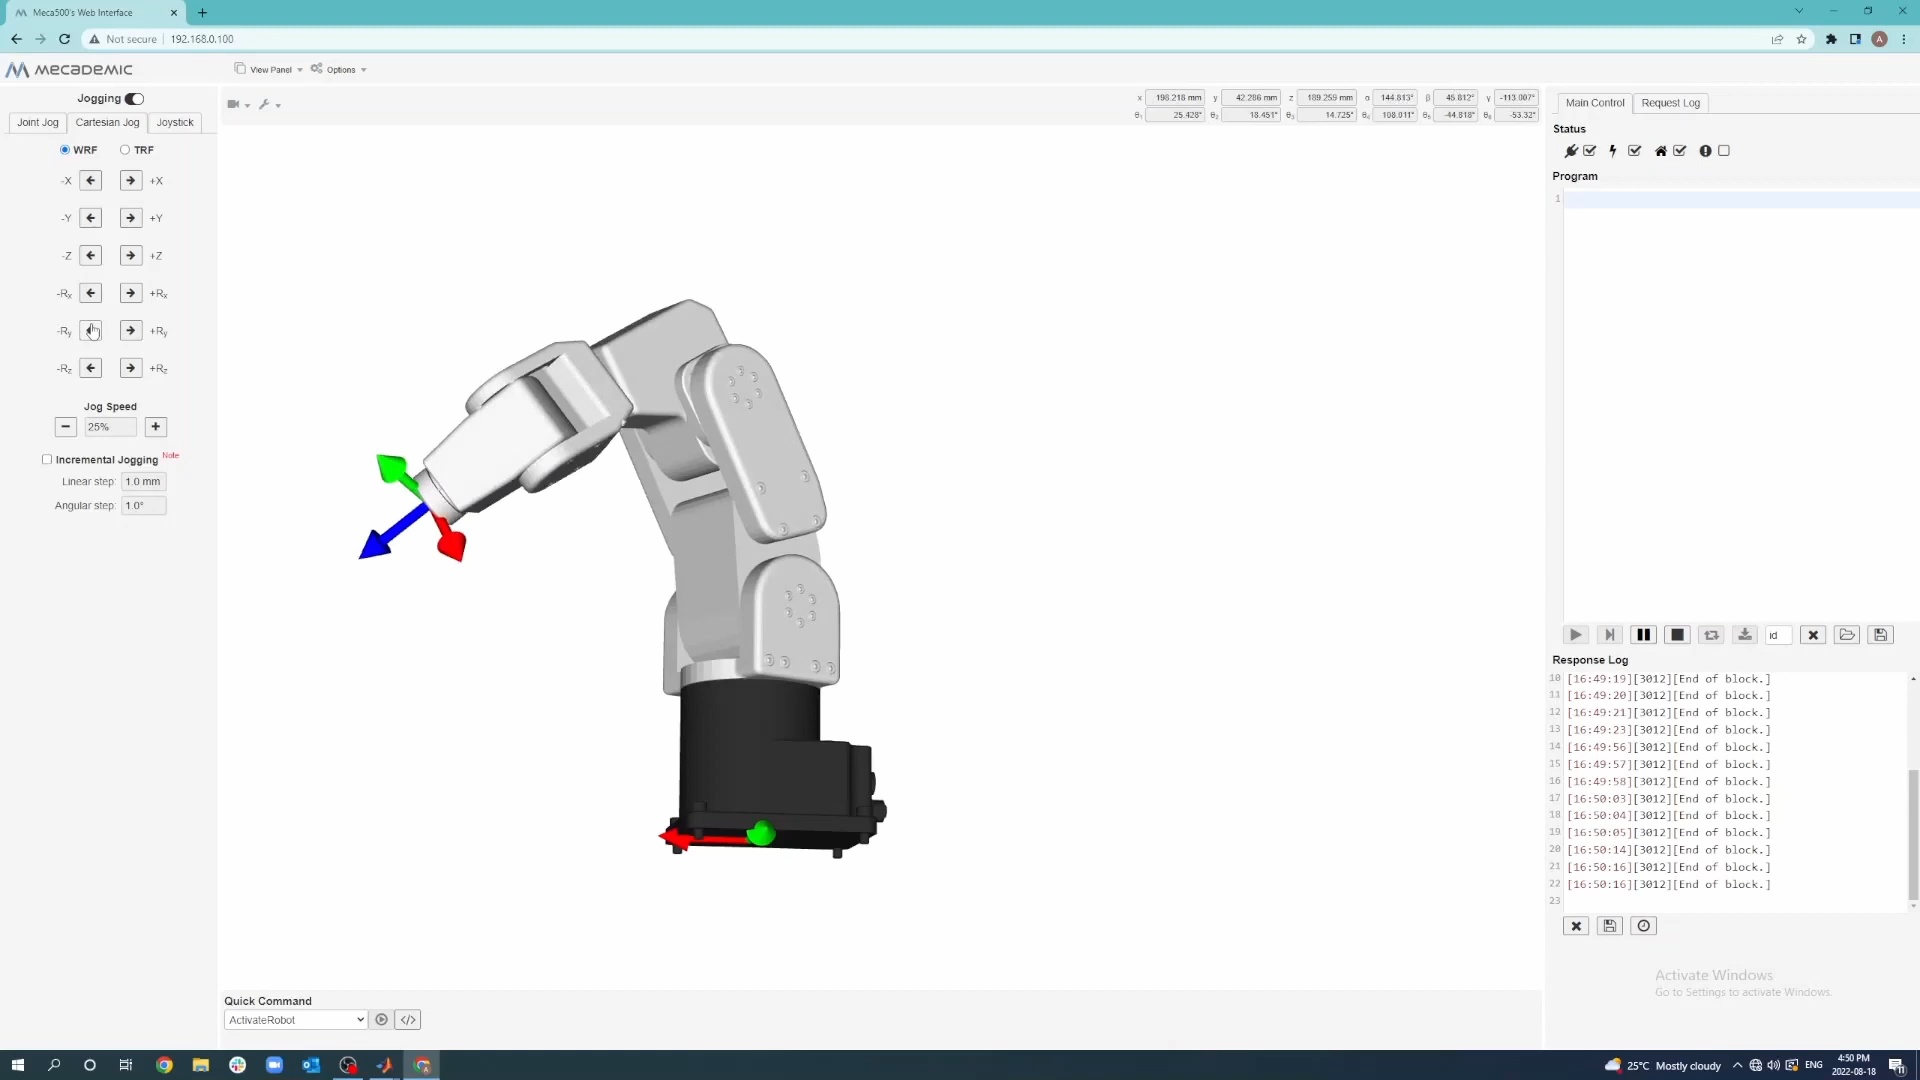 Meca500's Web Interface
Not secure
192.168.0.100
MECADEMIC
View Panel
Options
Jogging
Joint Jog
Cartesian Jog
Joystick
WRF
TRF
-X
+X
-Y
+Y
-Z
+Z
-Rx
+Rx
-Ry
+Ry
-Rz
+Rz
Jog Speed
25%
Incremental Jogging Note
Linear step: 1.0 mm
Angular step: 1.0°
x 198.218 mm y 42.286 mm z 189.259 mm α 144.813° β 45.812° γ -113.007°
θ1 25.428° θ2 18.451° θ3 14.725° θ4 108.011° θ5 -44.818° θ6 -53.32°
Main Control
Request Log
Status
Program
1
id
Response Log
10 [16:49:19][3012][End of block.]
11 [16:49:20][3012][End of block.]
12 [16:49:21][3012][End of block.]
13 [16:49:23][3012][End of block.]
14 [16:49:56][3012][End of block.]
15 [16:49:57][3012][End of block.]
16 [16:49:58][3012][End of block.]
17 [16:50:03][3012][End of block.]
18 [16:50:04][3012][End of block.]
19 [16:50:05][3012][End of block.]
20 [16:50:14][3012][End of block.]
21 [16:50:16][3012][End of block.]
22 [16:50:16][3012][End of block.]
23
Activate Windows
Go to Settings to activate Windows.
Quick Command
ActivateRobot
25°C Mostly cloudy
ENG
4:50 PM
2022-08-18